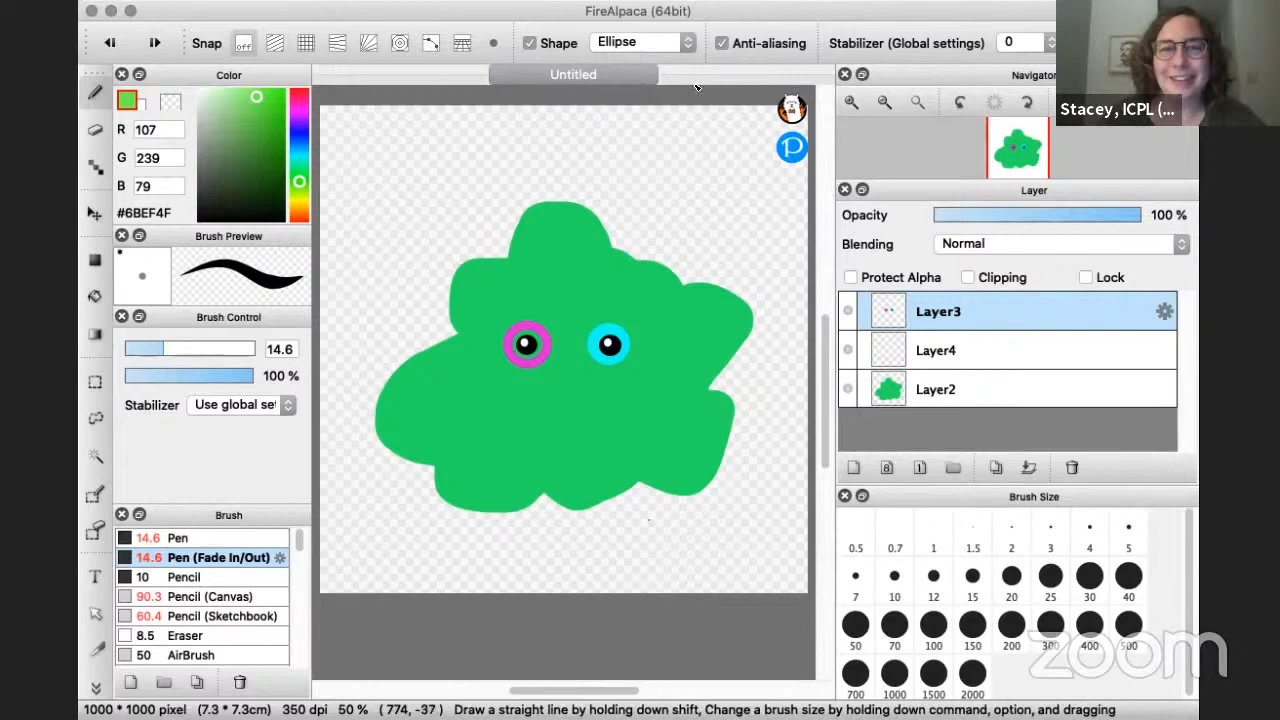 FireAlpaca (64bit)
Snap off Shape Ellipse Anti-aliasing Stabilizer (Global settings) 0
Color
Untitled
Navigator
Stacey, ICPL (...
R 107
G 239
B 79
#6BEF4F
Layer
Opacity 100 %
Blending Normal
Protect Alpha Clipping Lock
Layer3
Layer4
Layer2
8 1
Brush Preview
Brush Control
14.6
100 %
Stabilizer Use global set
Brush
14.6 Pen
14.6 Pen (Fade In/Out)
10 Pencil
90.3 Pencil (Canvas)
60.4 Pencil (Sketchbook)
8.5 Eraser
50 AirBrush
T
P
Brush Size
0.5 0.7 1 1.5 2 3 4 5
7 10 12 15 20 25 30 40
50 70 100 150 200 300 400 500
700 1000 1500 2000
zoom
1000 * 1000 pixel (7.3 * 7.3cm) 350 dpi 50 % ( 774, -37 ) Draw a straight line by holding down shift, Change a brush size by holding down command, option, and dragging